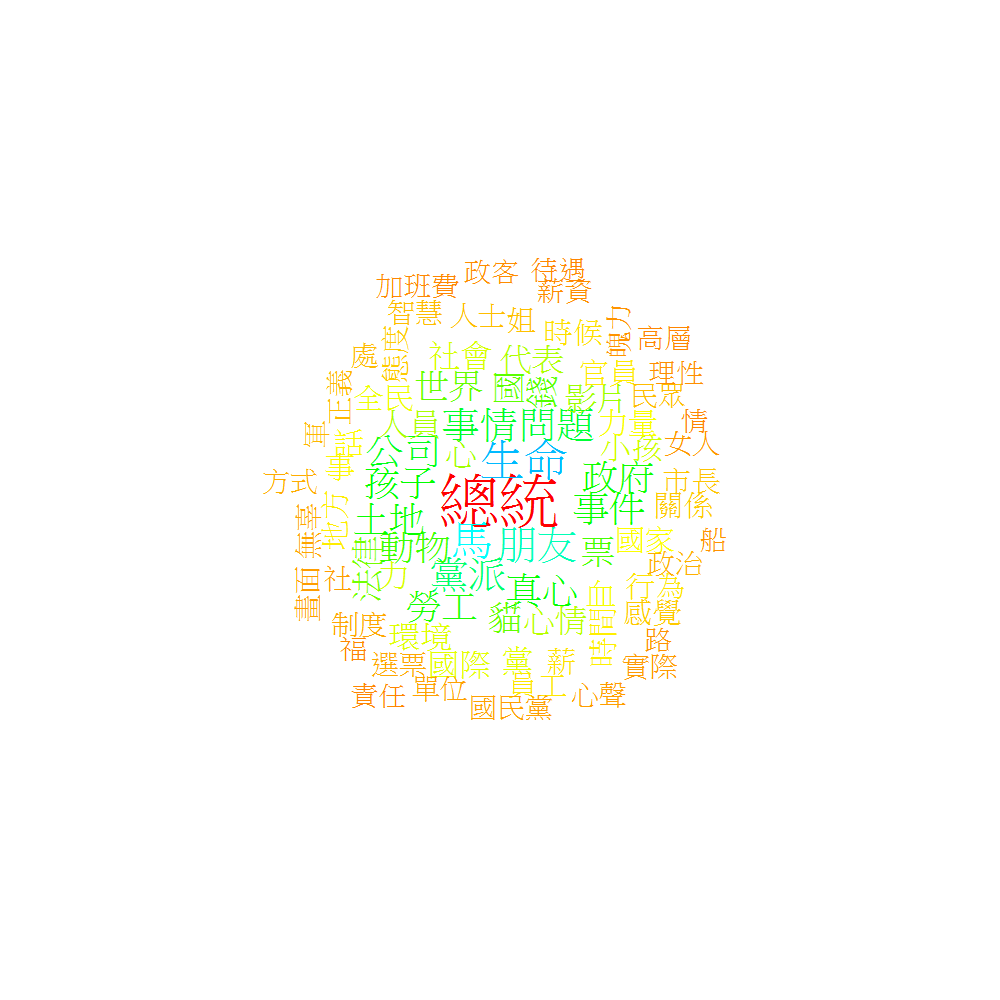 政客
待遇
加班費
薪資
智慧
人士
姐
時候
魄力
高層
態度
處
社會
代表
官員
理性
世界
國
錢
影片
民眾
正義
全民
人員
事情
問題
力量
情
軍
話
公司
心
生命
小孩
女人
事
孩子
政府
市長
方式
總統
事件
關係
地方
土地
無辜
馬
朋友
票
國家
船
動物
法律
力
黨派
政治
畫面
社
真心
血
行為
勞工
貓
心情
感覺
制度
環境
時間
路
福
選票
國際
黨
薪
實際
員工
責任
單位
心聲
國民黨